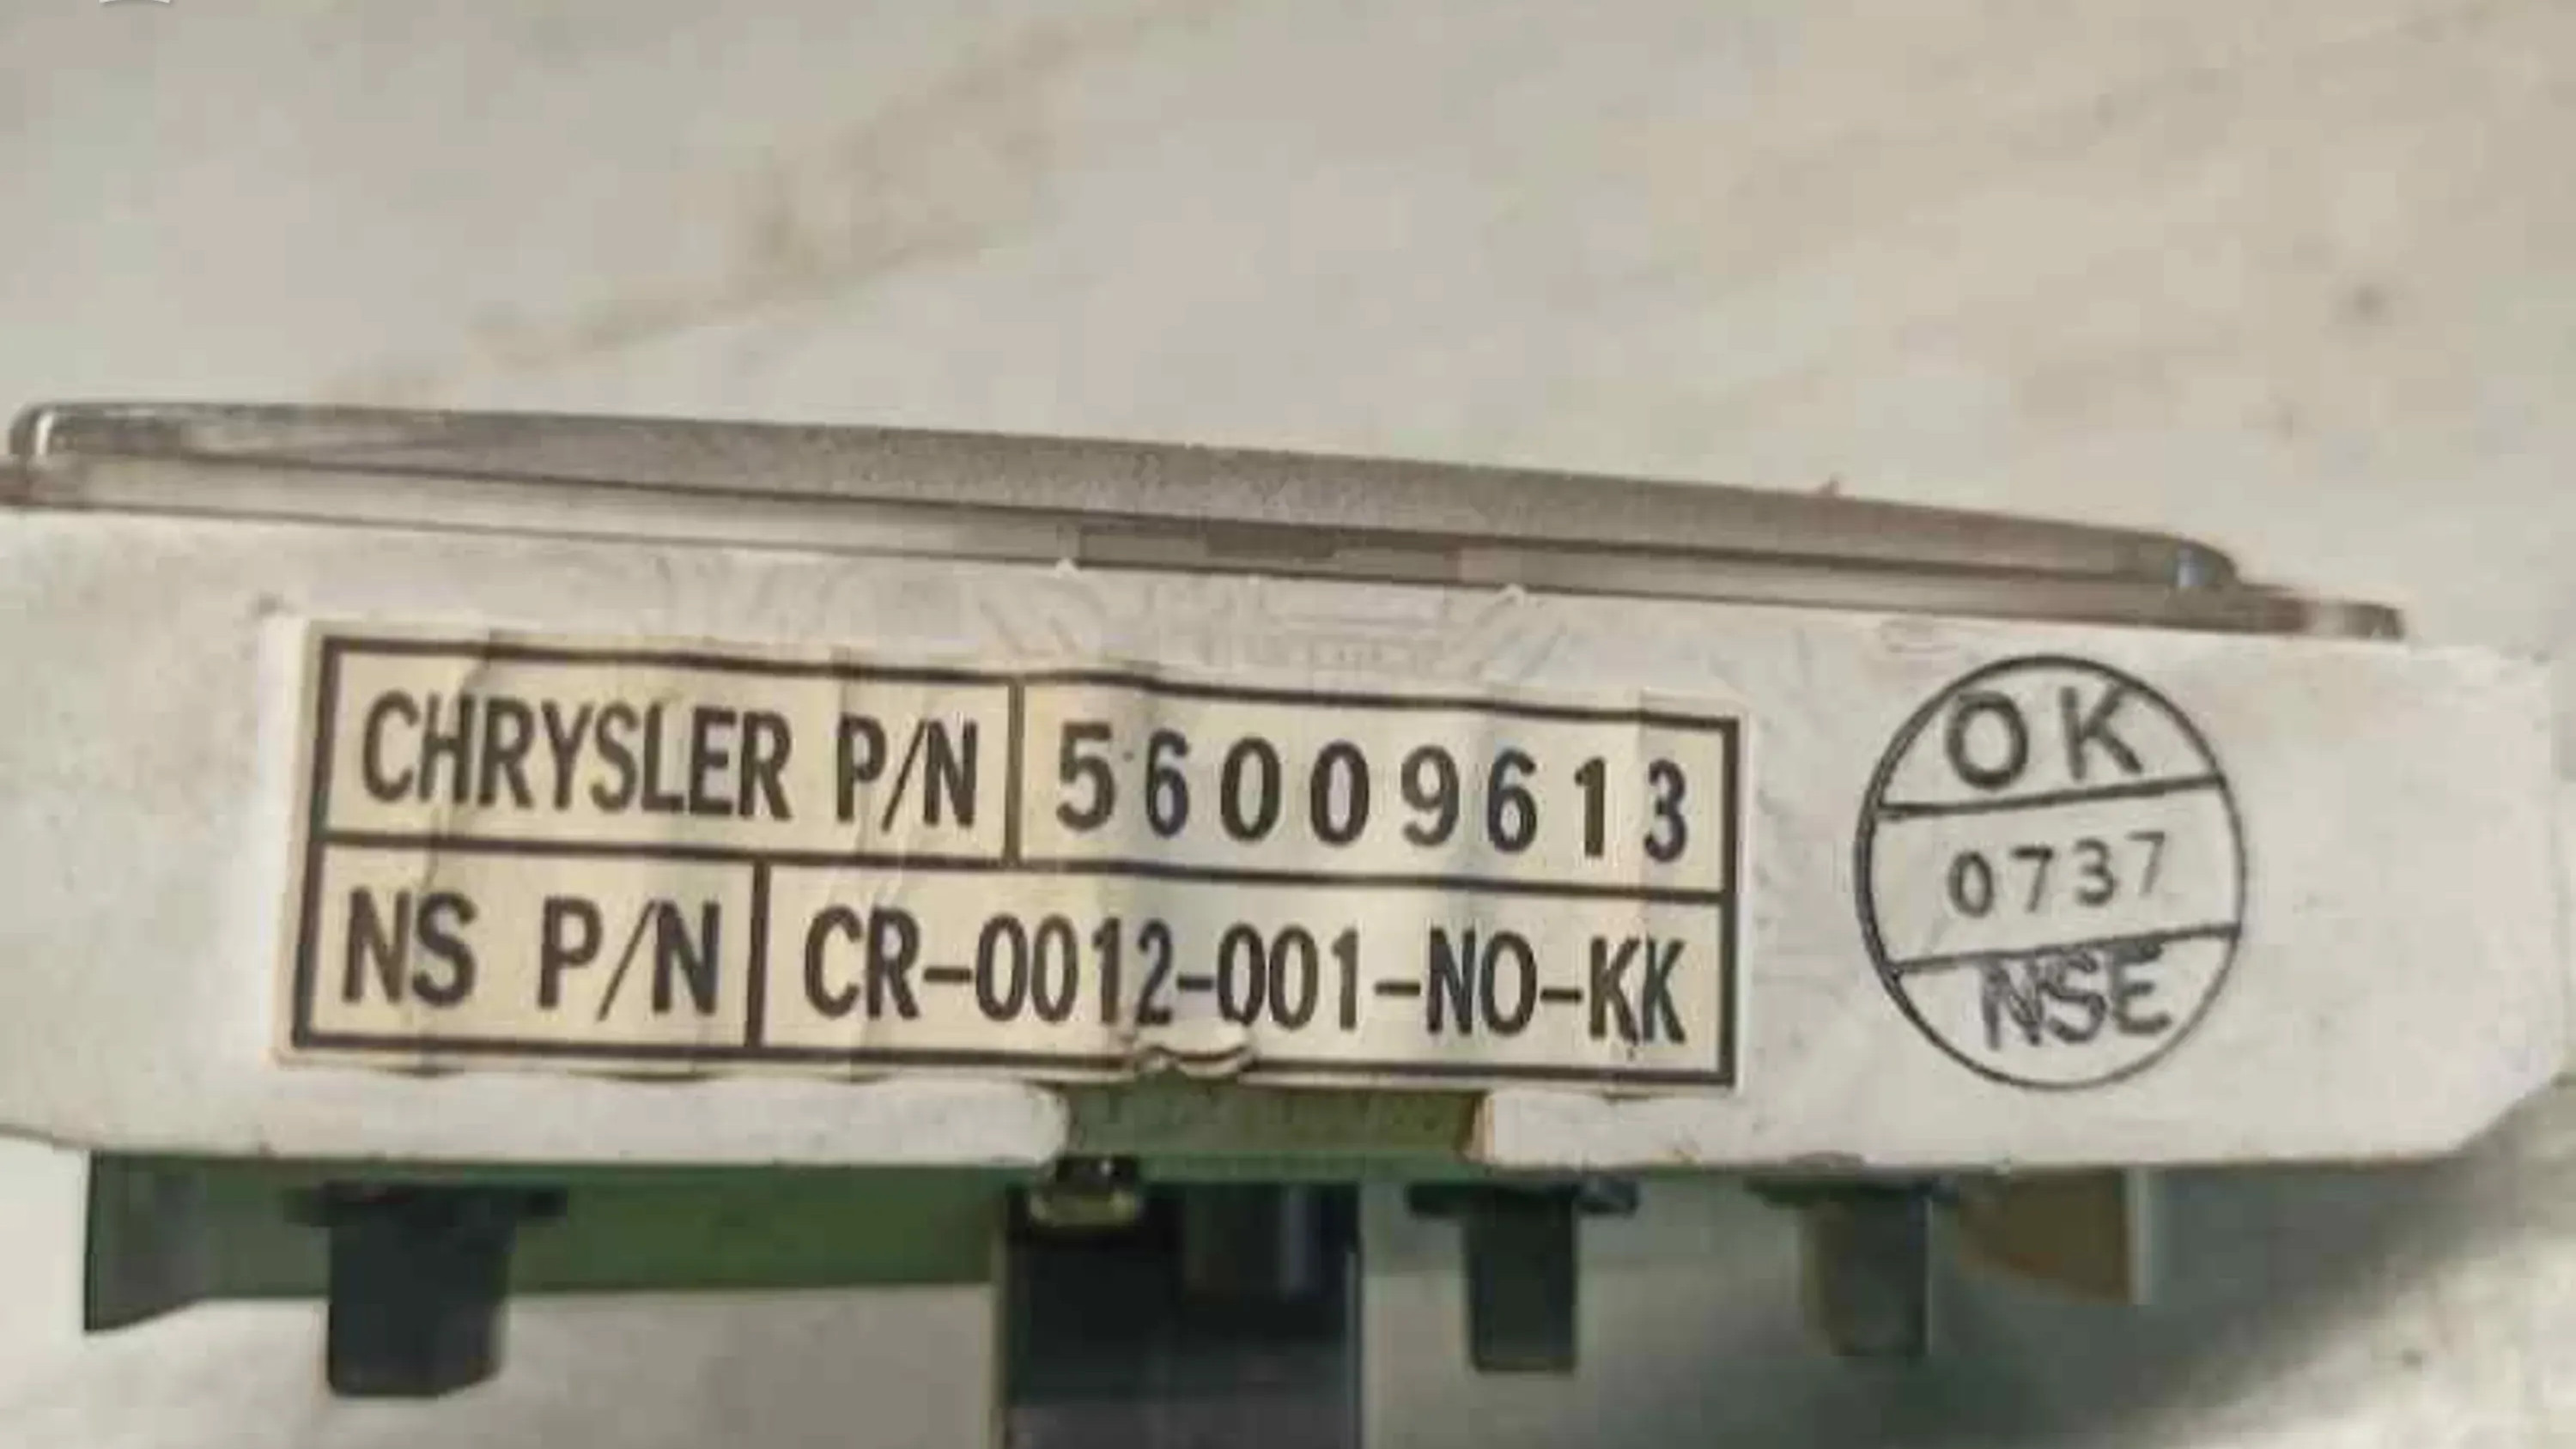 CHRYSLER P/N 56009613
NS P/N CR-0012-001-NO-KK
OK
0737
NSE